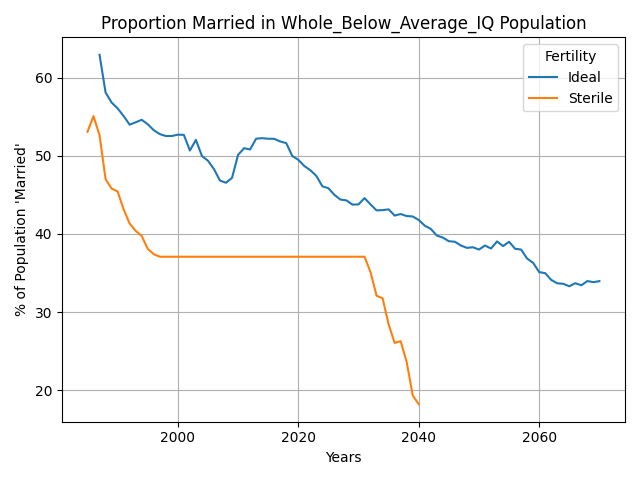 Proportion Married in Whole_Below_Average_IQ Population
Fertility
Ideal
Sterile
% of Population 'Married'
60
50
40
30
20
2000
2020
2040
2060
Years